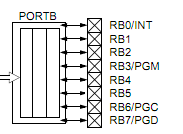 PORTB
RB0/INT
RB1
RB2
RB3/PGM
RB4
RB5
RB6/PGC
RB7/PGD